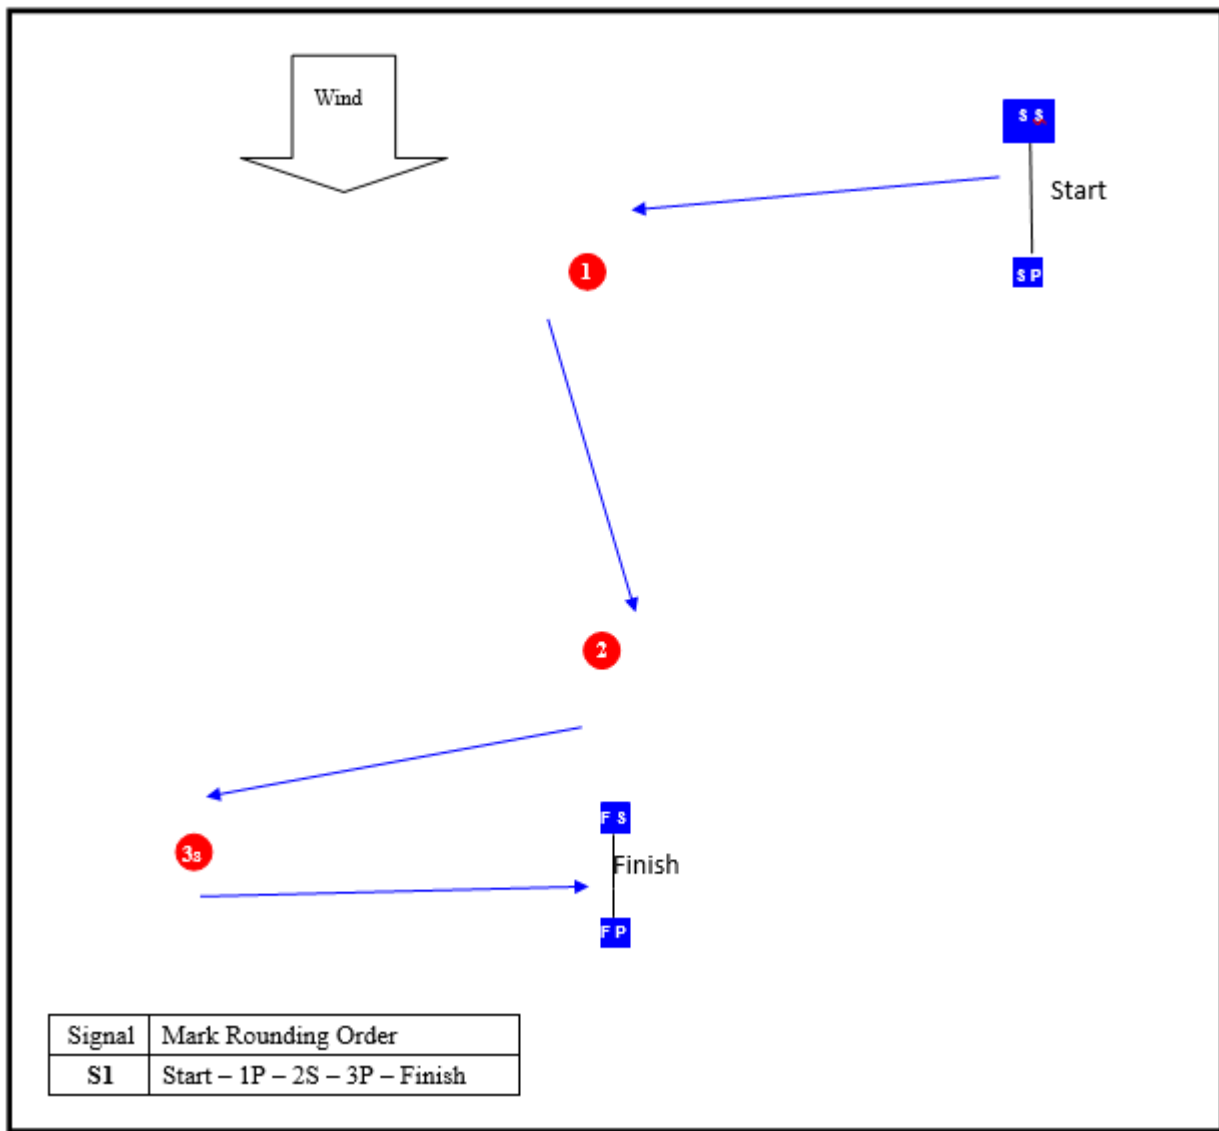 Wind
S S
Start
1
S P
2
F S
3s
Finish
F P
Signal Mark Rounding Order
S1 Start – 1P – 2S – 3P – Finish